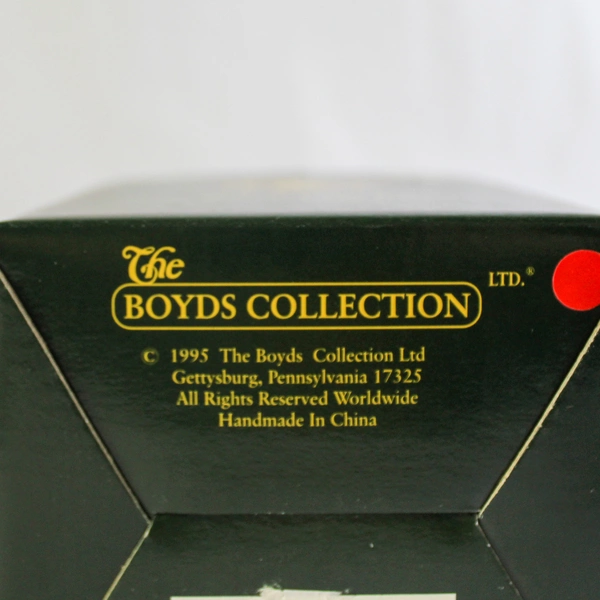 The
BOYDS COLLECTION LTD.®
© 1995 The Boyds Collection Ltd
Gettysburg, Pennsylvania 17325
All Rights Reserved Worldwide
Handmade In China